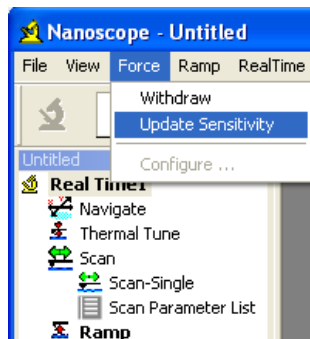 Nanoscope - Untitled
File View Force Ramp RealTime
Withdraw
Update Sensitivity
Configure ...
Untitled
Real Time1
Navigate
Thermal Tune
Scan
Scan-Single
Scan Parameter List
Ramp